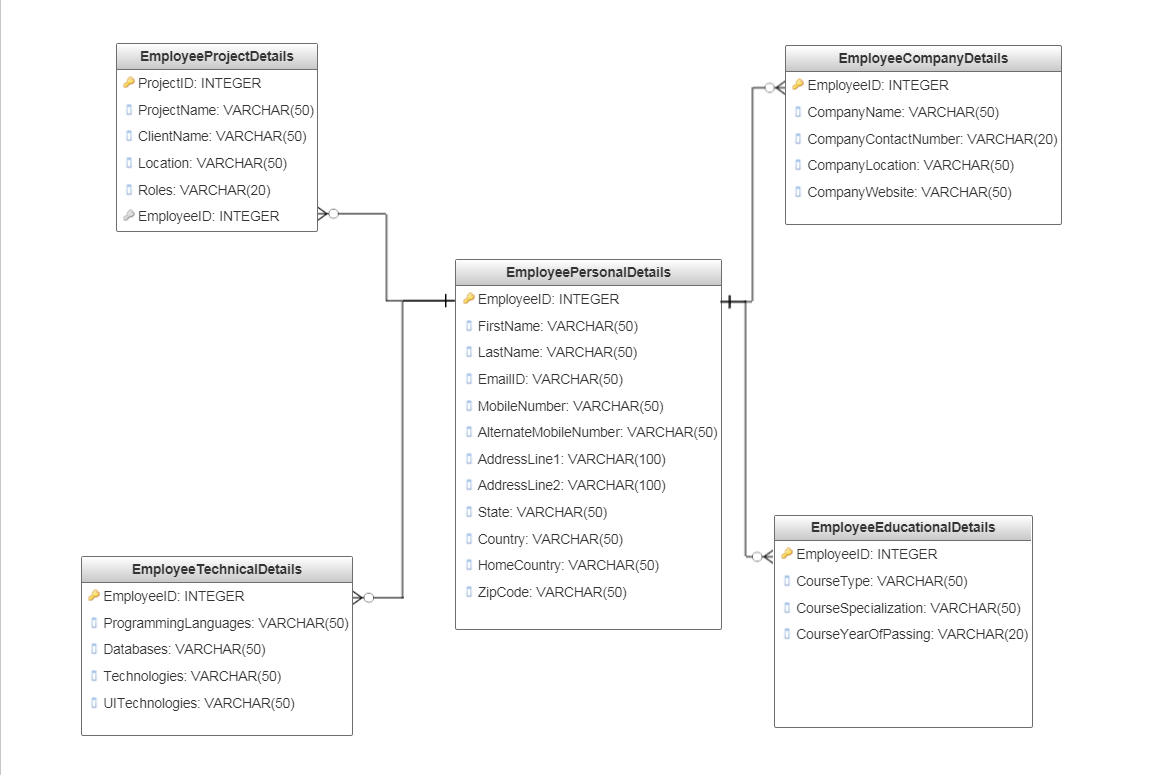 EmployeeProjectDetails
ProjectID: INTEGER
ProjectName: VARCHAR(50)
ClientName: VARCHAR(50)
Location: VARCHAR(50)
Roles: VARCHAR(20)
EmployeeID: INTEGER
EmployeeCompanyDetails
EmployeeID: INTEGER
CompanyName: VARCHAR(50)
CompanyContactNumber: VARCHAR(20)
CompanyLocation: VARCHAR(50)
CompanyWebsite: VARCHAR(50)
EmployeePersonalDetails
EmployeeID: INTEGER
FirstName: VARCHAR(50)
LastName: VARCHAR(50)
EmailID: VARCHAR(50)
MobileNumber: VARCHAR(50)
AlternateMobileNumber: VARCHAR(50)
AddressLine1: VARCHAR(100)
AddressLine2: VARCHAR(100)
State: VARCHAR(50)
Country: VARCHAR(50)
HomeCountry: VARCHAR(50)
ZipCode: VARCHAR(50)
EmployeeTechnicalDetails
EmployeeID: INTEGER
ProgrammingLanguages: VARCHAR(50)
Databases: VARCHAR(50)
Technologies: VARCHAR(50)
UITechnologies: VARCHAR(50)
EmployeeEducationalDetails
EmployeeID: INTEGER
CourseType: VARCHAR(50)
CourseSpecialization: VARCHAR(50)
CourseYearOfPassing: VARCHAR(20)